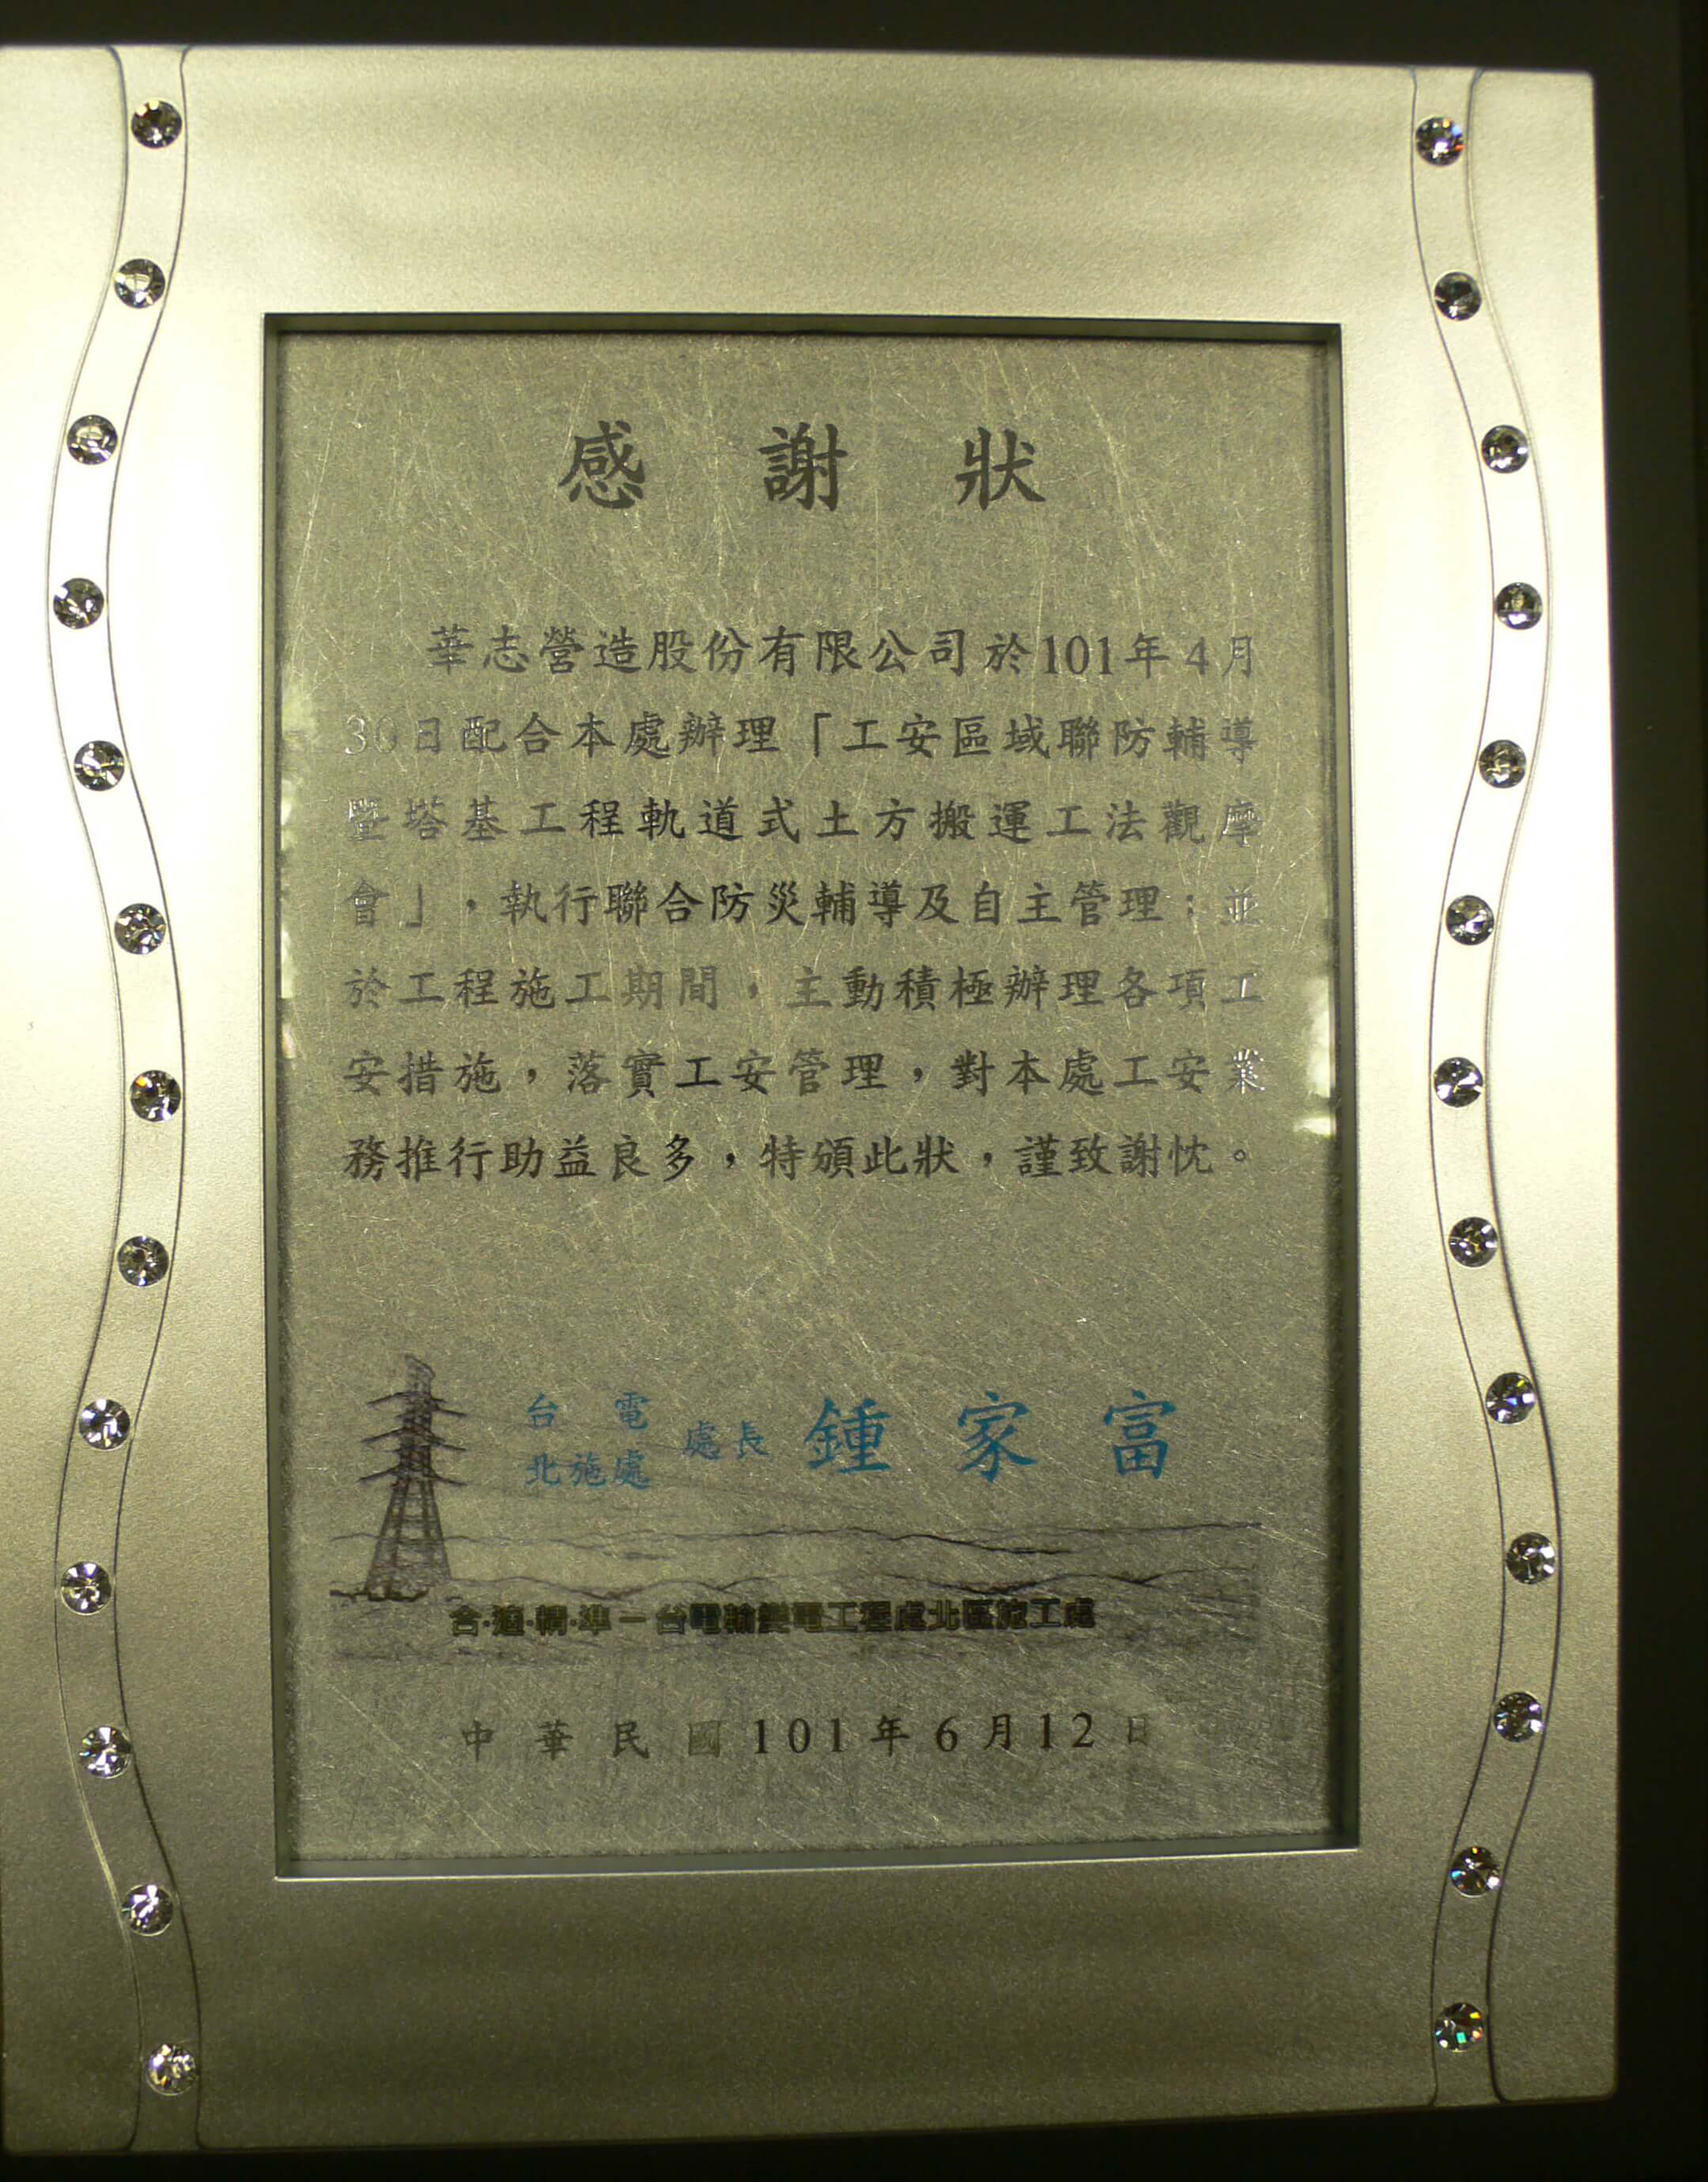 感謝狀
華志營造股份有限公司於101年4月
30日配合本處辦理「工安區域聯防輔導
暨塔基工程軌道式土方搬運工法觀摩
會」，執行聯合防災輔導及自主管理；並
於工程施工期間，主動積極辦理各項工
安措施，落實工安管理，對本處工安業
務推行助益良多，特頒此狀，謹致謝忱。
台電
北施處 處長 鍾家富
合·適·精·準－台電輸變電工程處北區施工處
中華民國101年6月12日